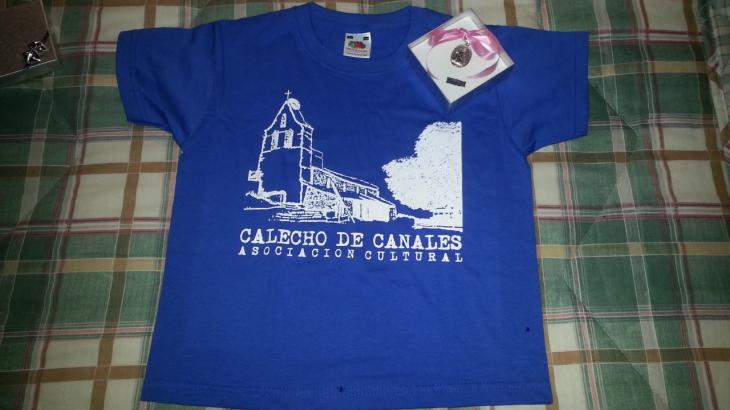 CALECHO DE CANALES
ASOCIACION CULTURAL